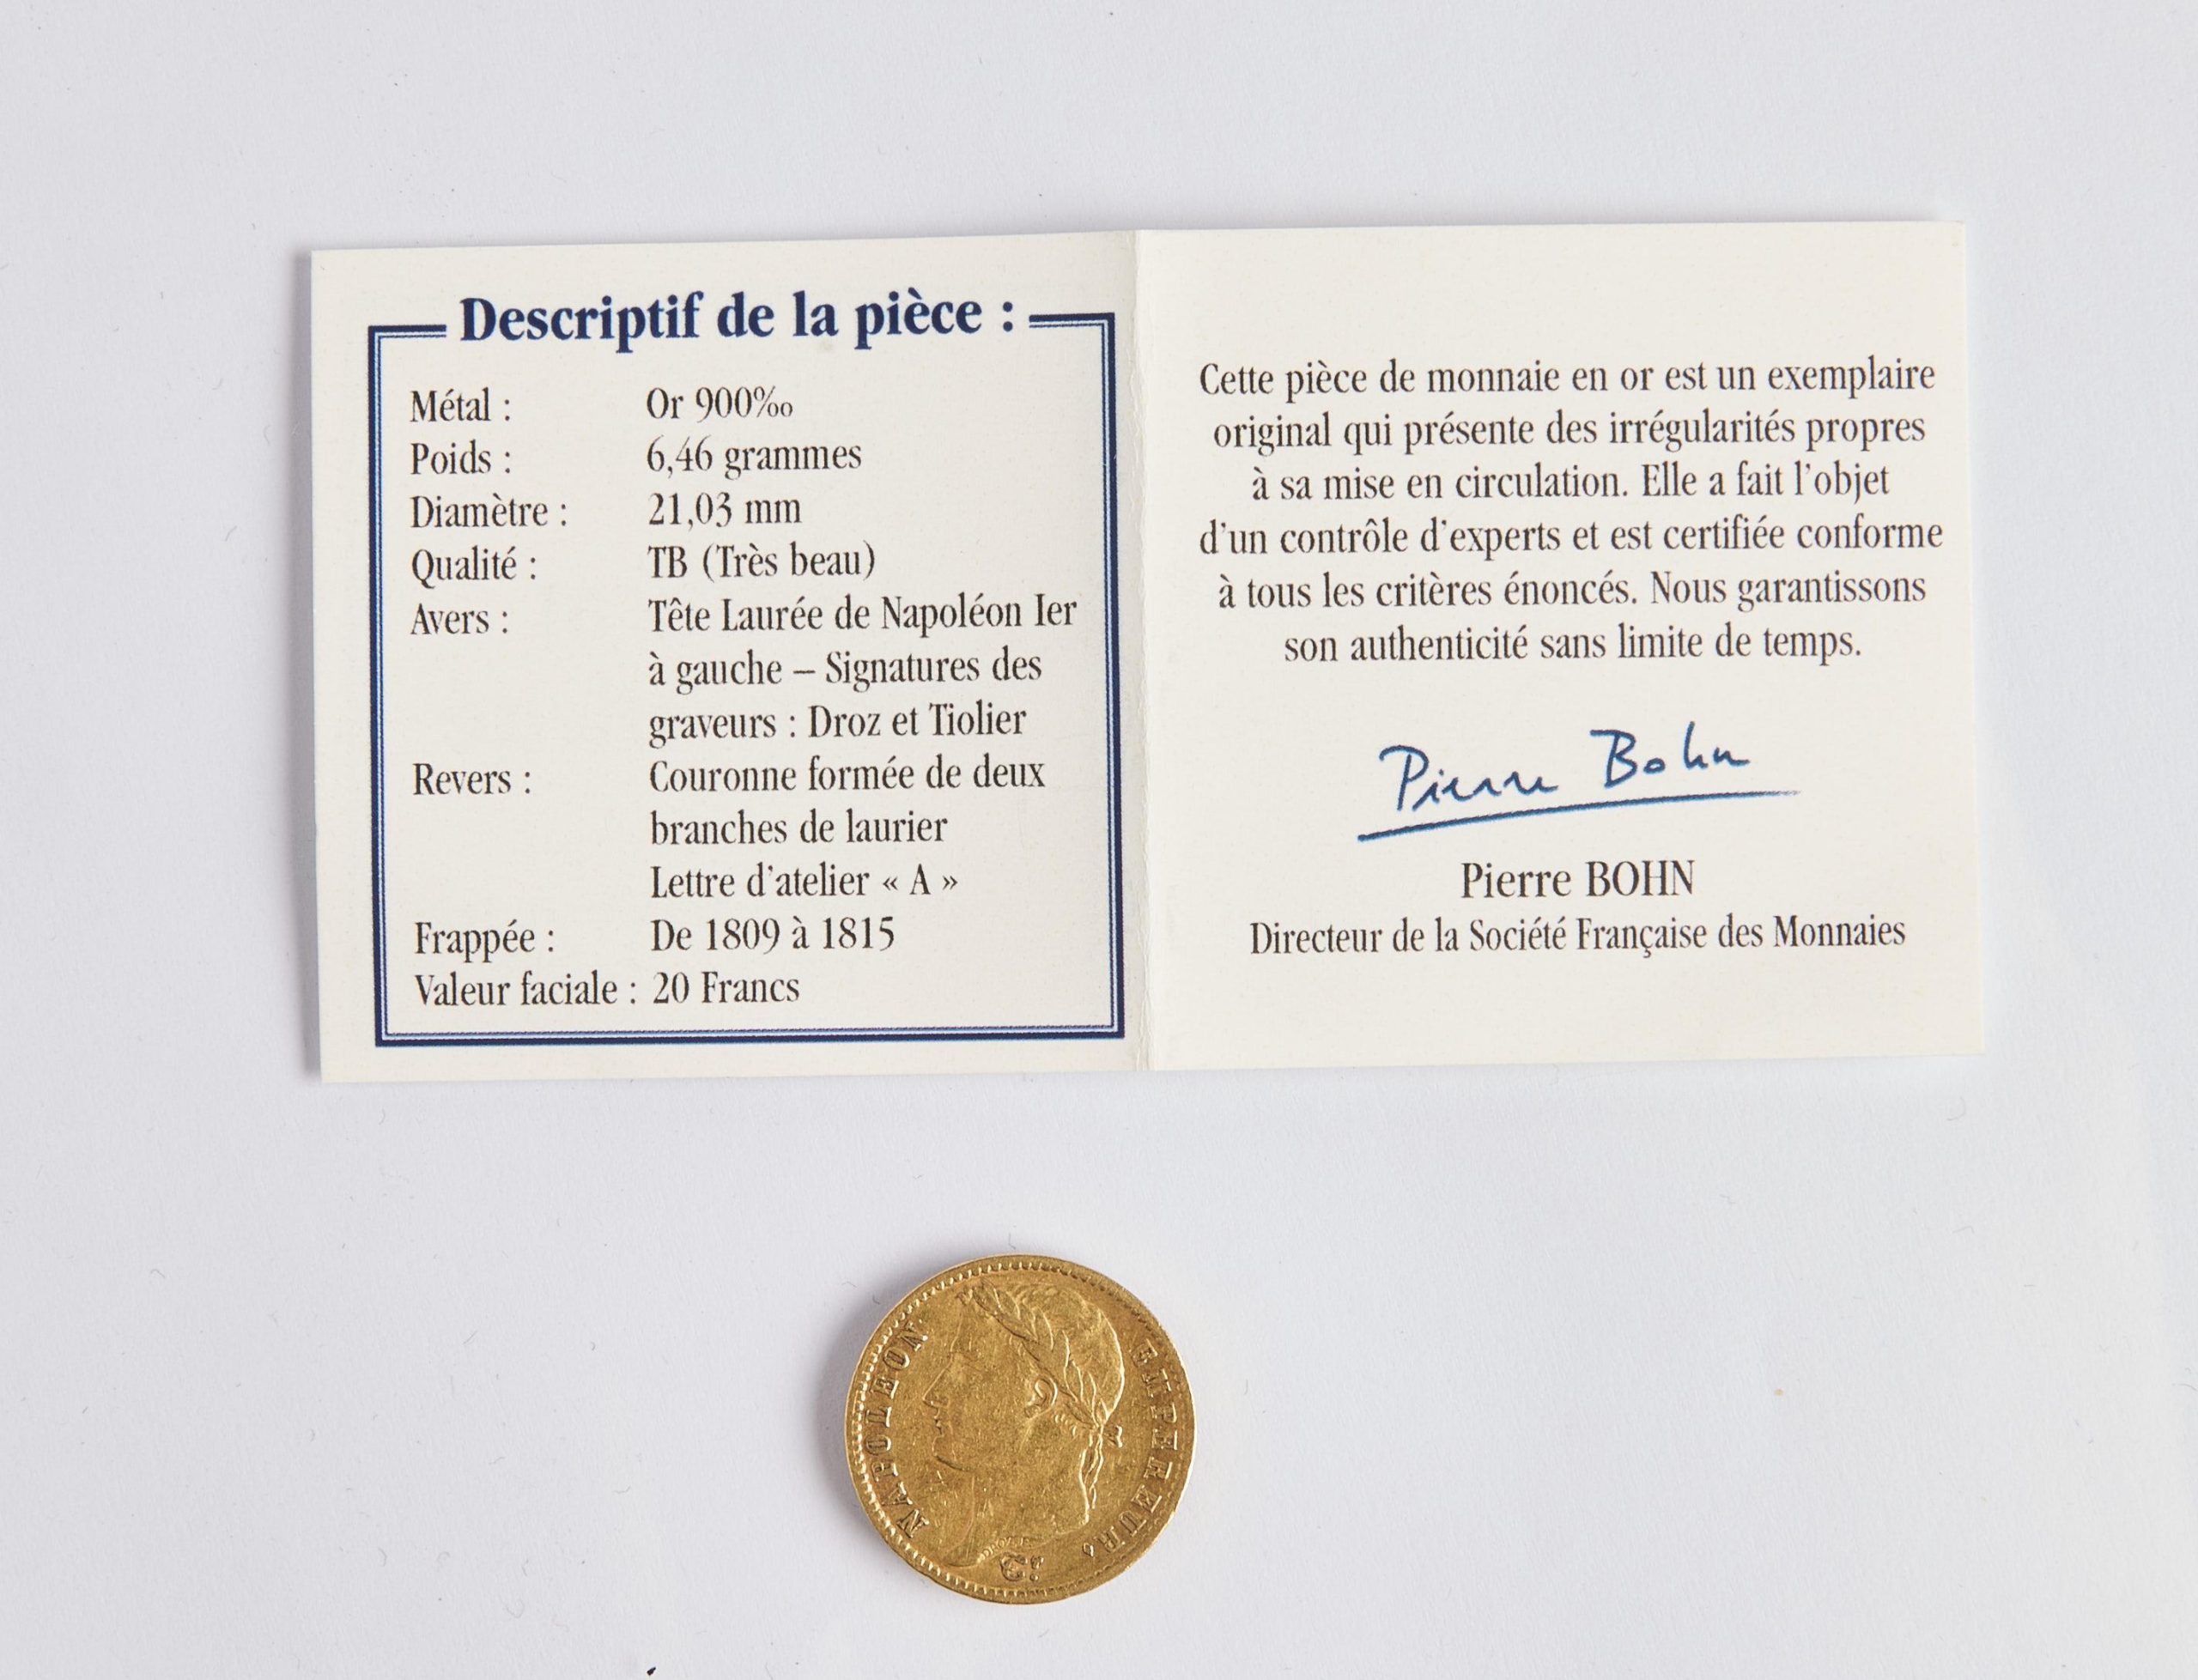 Descriptif de la pièce :
Métal : Or 900‰
Poids : 6,46 grammes
Diamètre : 21,03 mm
Qualité : TB (Très beau)
Avers : Tête Laurée de Napoléon Ier
à gauche – Signatures des
graveurs : Droz et Tiolier
Revers : Couronne formée de deux
branches de laurier
Lettre d'atelier « A »
Frappée : De 1809 à 1815
Valeur faciale : 20 Francs
Cette pièce de monnaie en or est un exemplaire
original qui présente des irrégularités propres
à sa mise en circulation. Elle a fait l'objet
d'un contrôle d'experts et est certifiée conforme
à tous les critères énoncés. Nous garantissons
son authenticité sans limite de temps.
Pierre Bohn
Pierre BOHN
Directeur de la Société Française des Monnaies
NAPOLEON
EMPEREUR